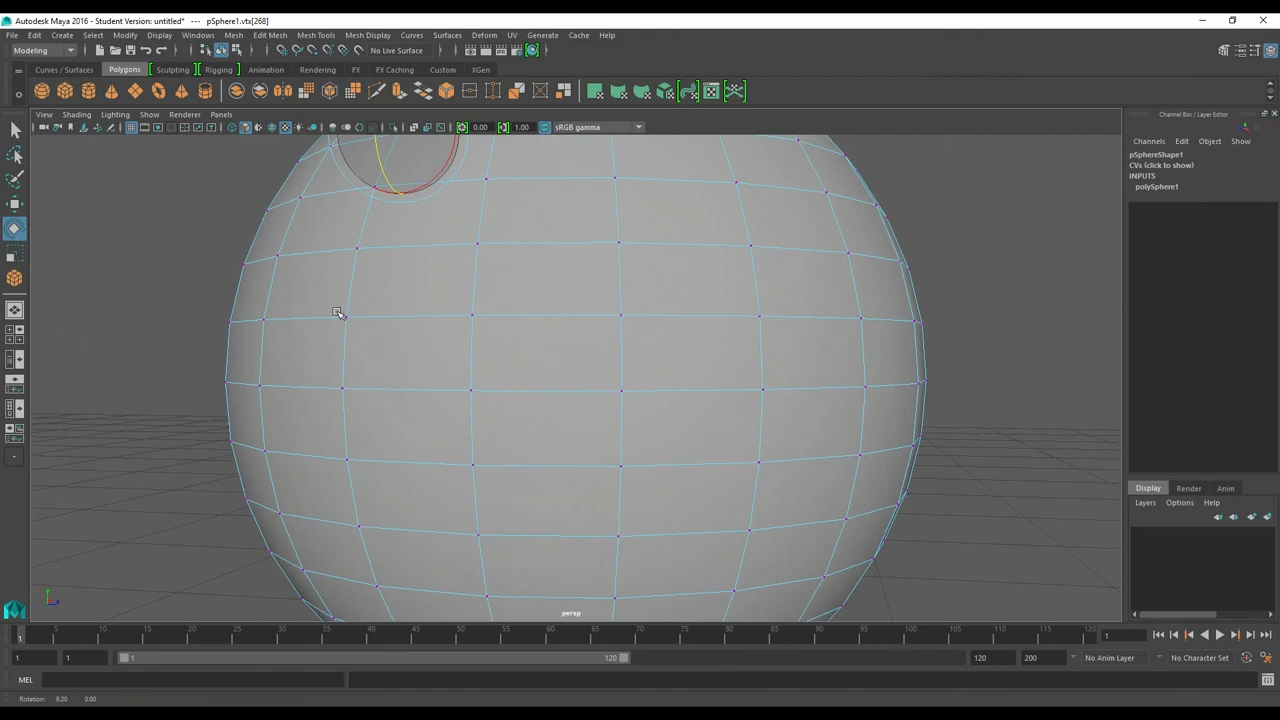 Autodesk Maya 2016 - Student Version: untitled* --- pSphere1.vtx[268]
File Edit Create Select Modify Display Windows Mesh Edit Mesh Mesh Tools Mesh Display Curves Surfaces Deform UV Generate Cache Help
Modeling No Live Surface
Curves / Surfaces Polygons Sculpting Rigging Animation Rendering FX FX Caching Custom XGen
View Shading Lighting Show Renderer Panels
0.00 1.00 sRGB gamma
Channel Box / Layer Editor
Channels Edit Object Show
pSphereShape1
CVs (click to show)
INPUTS
polySphere1
Display Render Anim
Layers Options Help
persp
5 10 15 20 25 30 35 40 45 50 55 60 65 70 75 80 85 90 95 100 105 110 115 120
1 1
1 1 1 120 120 200 No Anim Layer No Character Set
MEL
Rotation: 9.20 0.00